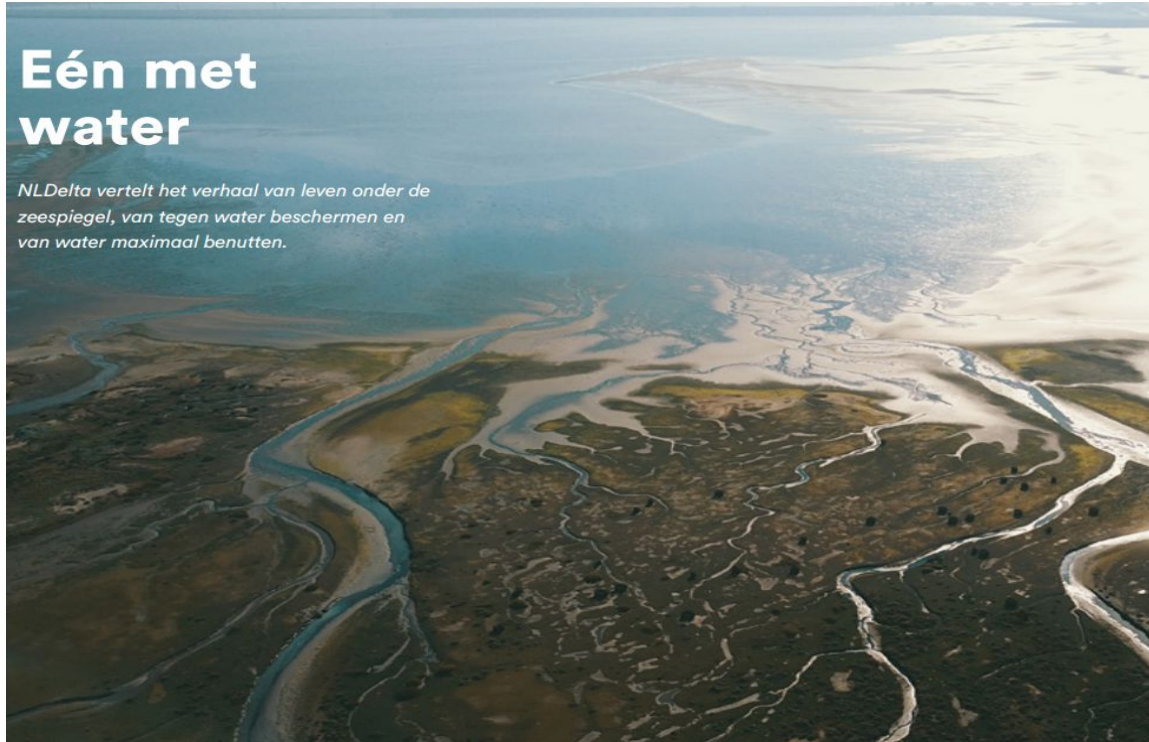 Eén met
water
NLDelta vertelt het verhaal van leven onder de
zeespiegel, van tegen water beschermen en
van water maximaal benutten.